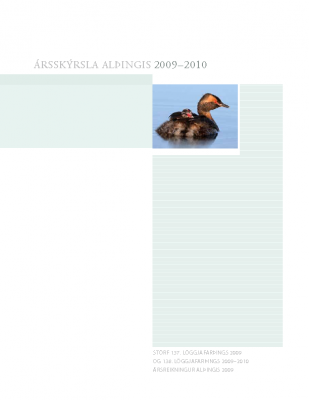 ÁRSSKÝRSLA ALÞINGIS 2009–2010
STÖRF 137. LÖGGJAFARÞINGS 2009
OG 138. LÖGGJAFARÞINGS 2009–2010
ÁRSREIKNINGUR ALÞINGIS 2009